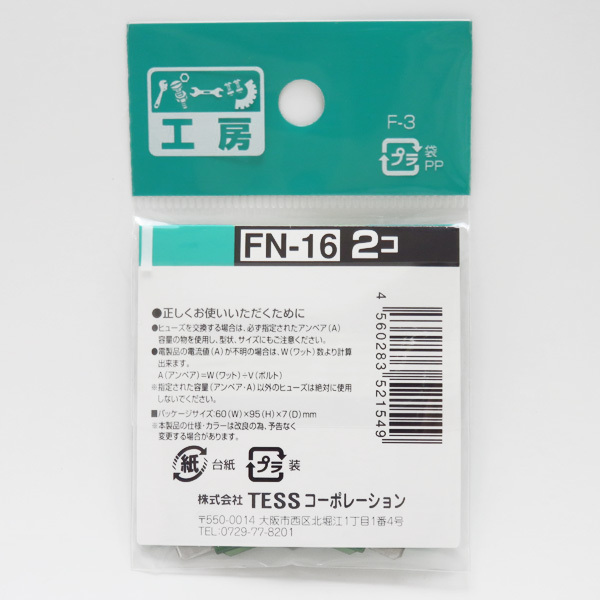 工房
F-3
プラ
袋
PP
FN-16 2コ
●正しくお使いいただくために
●ヒューズを交換する場合は、必ず指定されたアンペア(A)
容量の物を使用し、型状、サイズにもご注意ください。
●電製品の電流値(A)が不明の場合は、W(ワット)数より計算
出来ます。
A(アンペア)=W(ワット)÷V(ボルト)
※指定された容量(アンペア・A)以外のヒューズは絶対に使用
しないでください。
■パッケージサイズ:60(W)×95(H)×7(D)mm
※本製品の仕様・カラーは改良の為、予告なく
変更する場合があります。
4 560283 521549
紙 台紙 プラ 装
株式会社 TESSコーポレーション
〒550-0014 大阪市西区北堀江1丁目1番4号
TEL:0729-77-8201